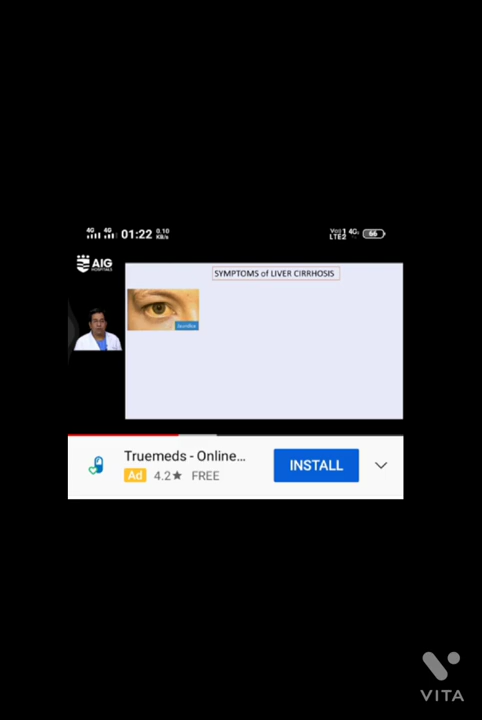 4G 4G 01:22 0.10 KB/s
Vo 1 4G LTE2 66
AIG
HOSPITALS
SYMPTOMS of LIVER CIRRHOSIS
Jaundice
Truemeds - Online...
Ad 4.2★ FREE
INSTALL
VITA